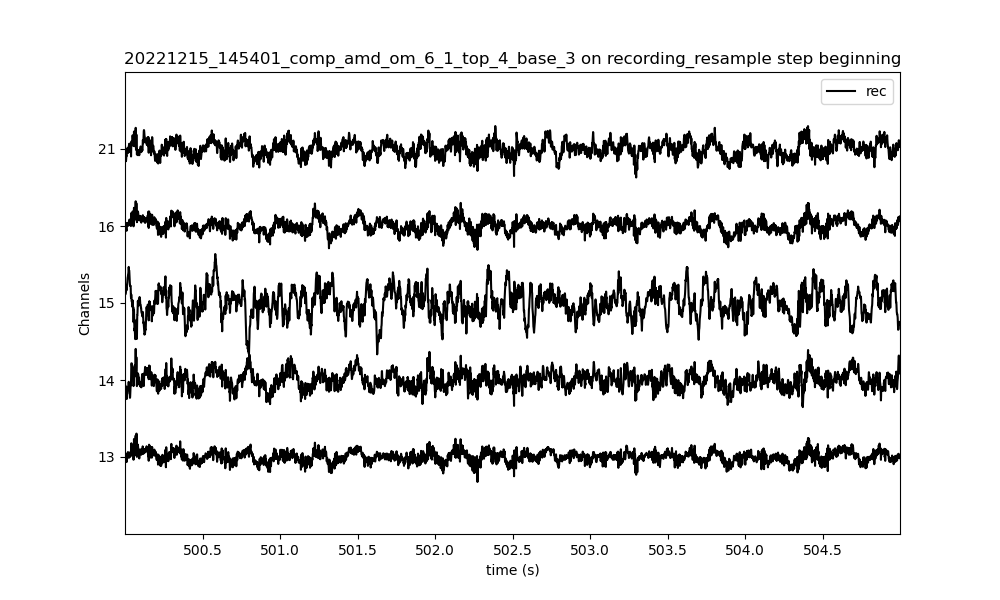 20221215_145401_comp_amd_om_6_1_top_4_base_3 on recording_resample step beginning
rec
21
16
15
14
13
Channels
500.5 501.0 501.5 502.0 502.5 503.0 503.5 504.0 504.5
time (s)